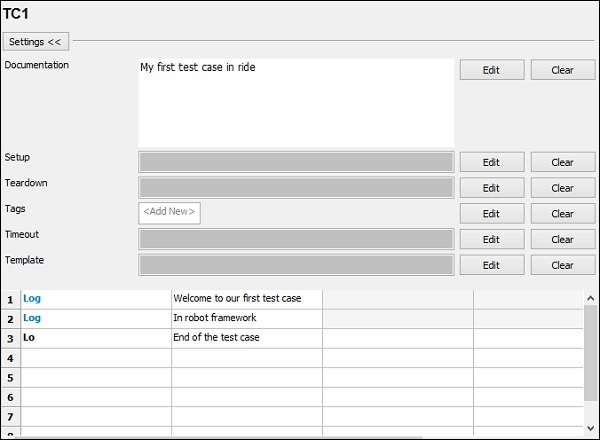 TC1
Settings <<
Documentation My first test case in ride Edit Clear
Setup Edit Clear
Teardown Edit Clear
Tags <Add New> Edit Clear
Timeout Edit Clear
Template Edit Clear
1 Log Welcome to our first test case
2 Log In robot framework
3 Lo End of the test case
4
5
6
7